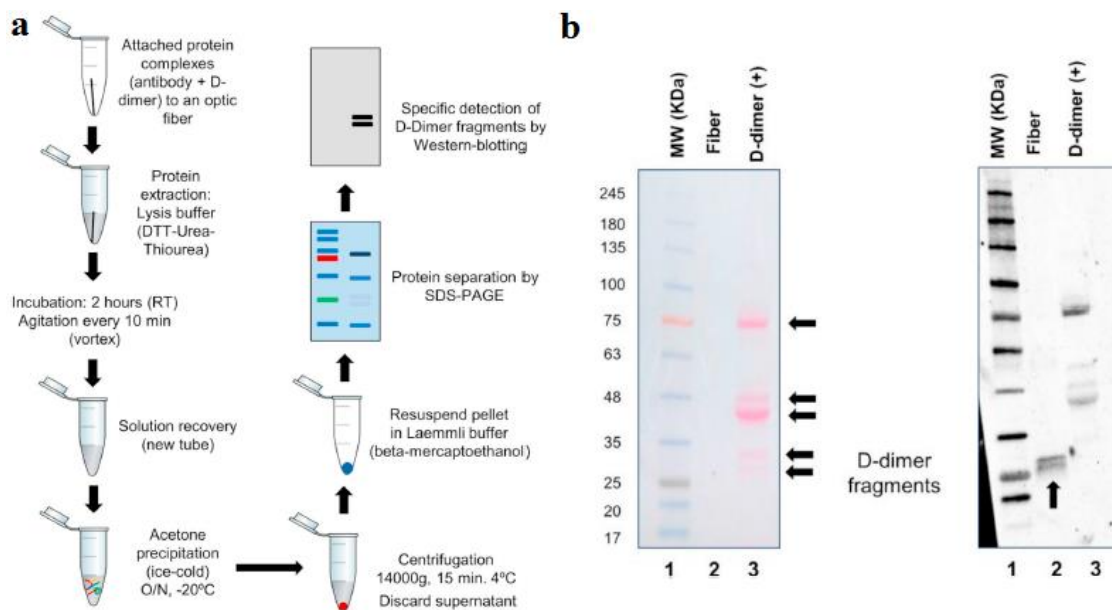 a
Attached protein
complexes
(antibody + D-
dimer) to an optic
fiber
Protein
extraction:
Lysis buffer
(DTT-Urea-
Thiourea)
Incubation: 2 hours (RT)
Agitation every 10 min
(vortex)
Solution recovery
(new tube)
Acetone
precipitation
(ice-cold)
O/N, -20ºC
Centrifugation
14000g, 15 min. 4ºC
Discard supernatant
Resuspend pellet
in Laemmli buffer
(beta-mercaptoethanol)
Protein separation by
SDS-PAGE
Specific detection of
D-Dimer fragments by
Western-blotting
b
MW (KDa)
Fiber
D-dimer (+)
245
180
135
100
75
63
48
35
25
20
17
1 2 3
D-dimer
fragments
MW (KDa)
Fiber
D-dimer (+)
1 2 3